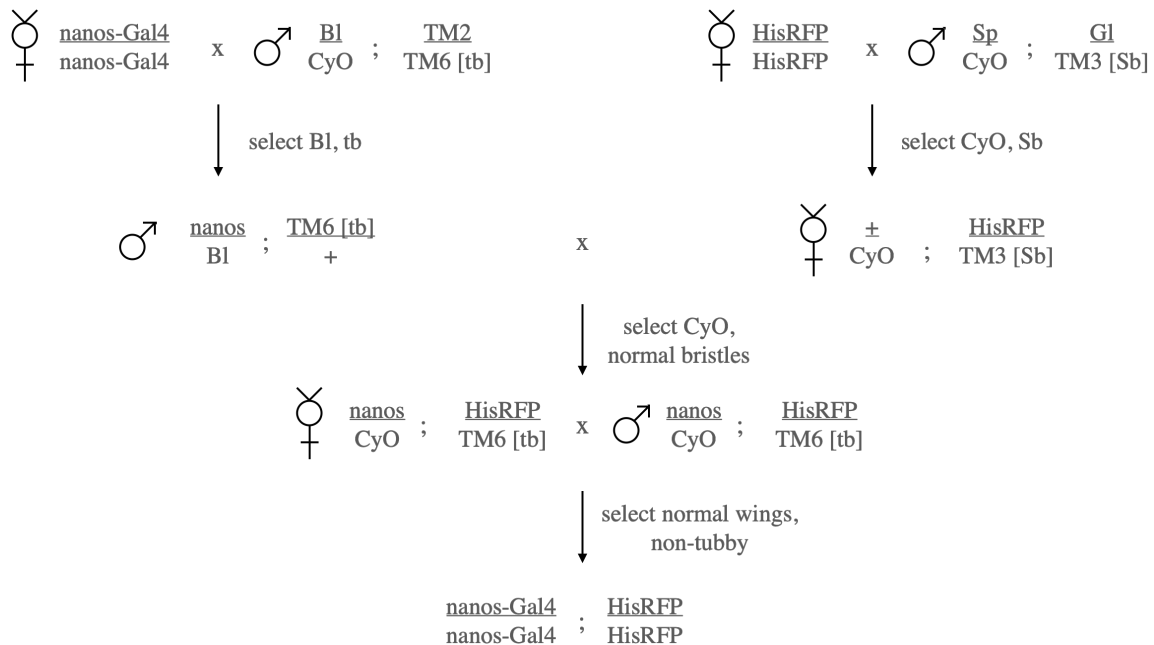 nanos-Gal4 x Bl ; TM2 HisRFP x Sp ; Gl
nanos-Gal4 CyO TM6 [tb] HisRFP CyO TM3 [Sb]
select Bl, tb select CyO, Sb
nanos ; TM6 [tb] x + ; HisRFP
Bl + CyO TM3 [Sb]
select CyO,
normal bristles
nanos ; HisRFP x nanos ; HisRFP
CyO TM6 [tb] CyO TM6 [tb]
select normal wings,
non-tubby
nanos-Gal4 ; HisRFP
nanos-Gal4 HisRFP